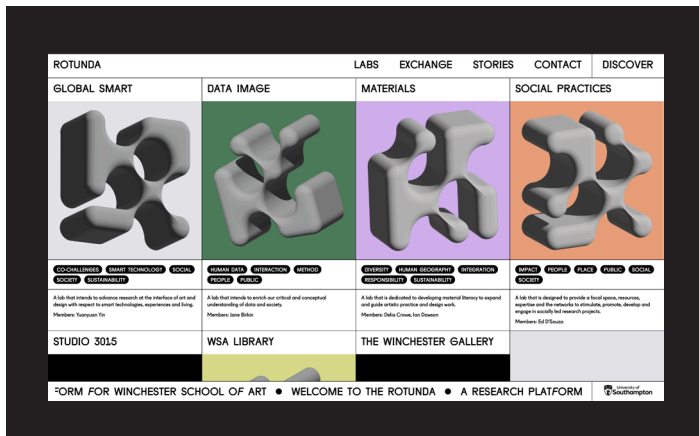 ROTUNDA
LABS EXCHANGE STORIES CONTACT DISCOVER
GLOBAL SMART
DATA IMAGE
MATERIALS
SOCIAL PRACTICES
CO-CHALLENGES SMART TECHNOLOGY SOCIAL
SOCIETY SUSTAINABILITY
A lab that intends to advance research at the interface of art and
design with respect to smart technologies, experiences and living.
Members: Yuanyuan Yin
HUMAN DATA INTERACTION METHOD
PEOPLE PUBLIC
A lab that intends to enrich our critical and conceptual
understanding of data and society.
Members: Jane Birkin
DIVERSITY HUMAN GEOGRAPHY INTEGRATION
RESPONSIBILITY SUSTAINABILITY
A lab that is dedicated to developing material literacy to expand
and guide artistic practice and design work.
Members: Delia Crowe, Ian Dawson
IMPACT PEOPLE PLACE PUBLIC SOCIAL
SOCIETY
A lab that is designed to provide a focal space, resources,
expertise and the networks to stimulate, promote, develop and
engage in socially led research projects.
Members: Ed D'Souza
STUDIO 3015
WSA LIBRARY
THE WINCHESTER GALLERY
FORM FOR WINCHESTER SCHOOL OF ART ● WELCOME TO THE ROTUNDA ● A RESEARCH PLATFORM
University of
Southampton